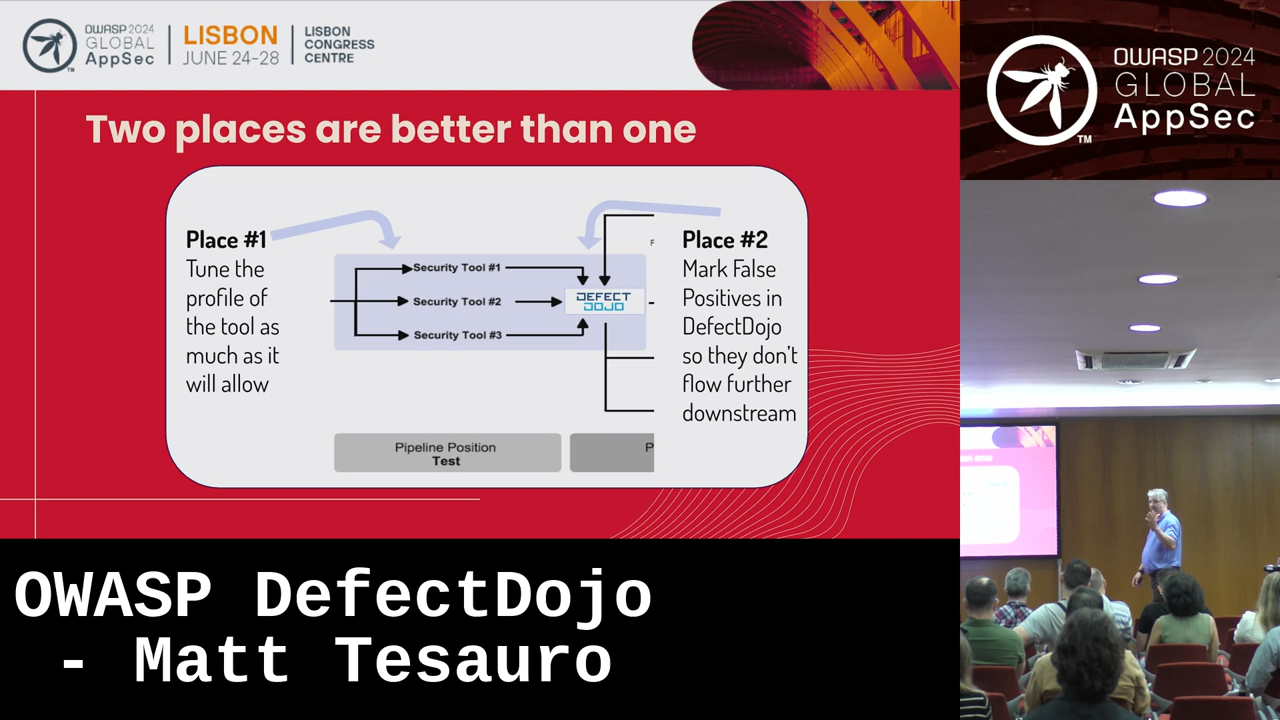 OWASP 2024
GLOBAL
AppSec
TM
LISBON
JUNE 24-28
LISBON
CONGRESS
CENTRE
Two places are better than one
Place #1
Tune the
profile of
the tool as
much as it
will allow
Security Tool #1
Security Tool #2
Security Tool #3
DEFECT
DOJO
F
Place #2
Mark False
Positives in
DefectDojo
so they don't
flow further
downstream
Pipeline Position
Test
P
OWASP DefectDojo
- Matt Tesauro
OWASP 2024
GLOBAL
AppSec
TM